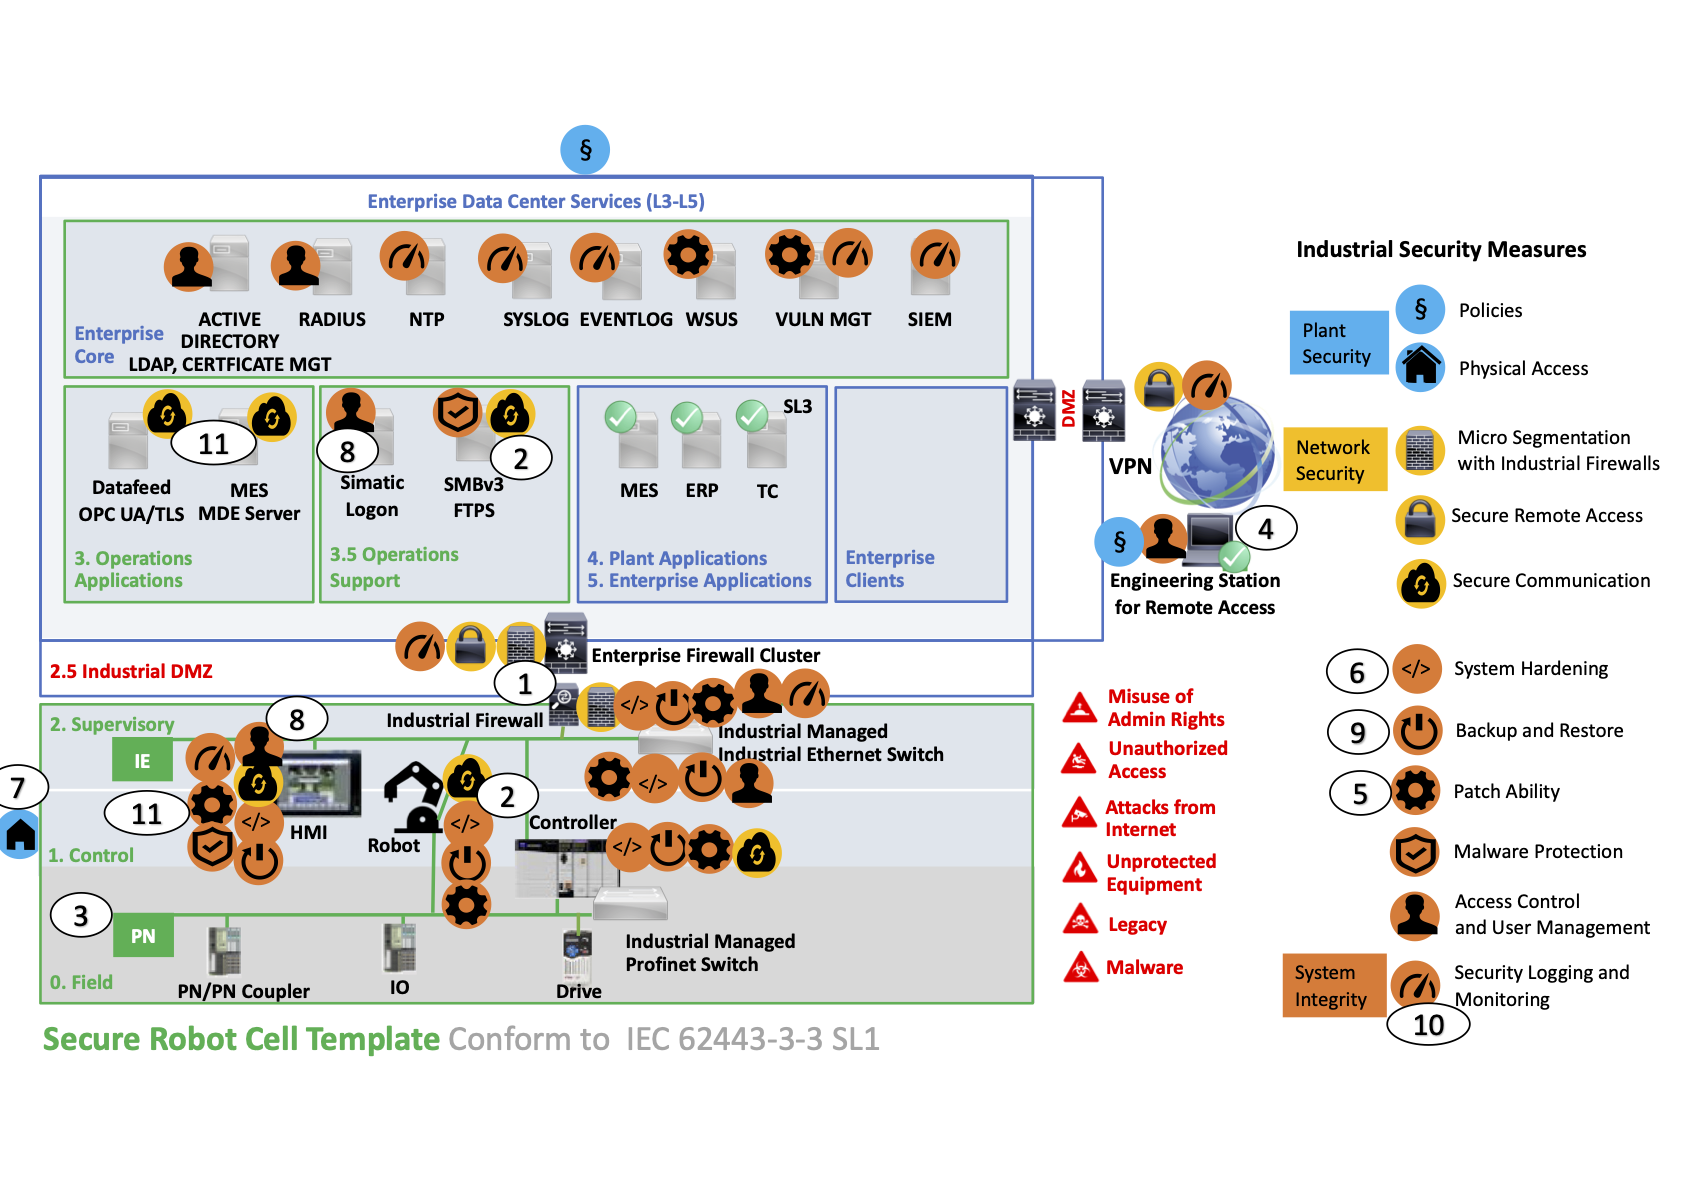 §
Enterprise Data Center Services (L3-L5)
ACTIVE
DIRECTORY
LDAP, CERTFICATE MGT
RADIUS
NTP
SYSLOG
EVENTLOG
WSUS
VULN MGT
SIEM
Enterprise
Core
11
Datafeed
OPC UA/TLS
MES
MDE Server
3. Operations
Applications
8
Simatic
Logon
2
SMBv3
FTPS
3.5 Operations
Support
SL3
MES
ERP
TC
4. Plant Applications
5. Enterprise Applications
Enterprise
Clients
DMZ
VPN
§
4
Engineering Station
for Remote Access
2.5 Industrial DMZ
Enterprise Firewall Cluster
1
2. Supervisory
8
Industrial Firewall
</>
Industrial Managed
Industrial Ethernet Switch
IE
</>
7
11
</>
HMI
Robot
2
</>
Controller
</>
1. Control
3
PN
0. Field
PN/PN Coupler
IO
Drive
Industrial Managed
Profinet Switch
Misuse of
Admin Rights
Unauthorized
Access
Attacks from
Internet
Unprotected
Equipment
Legacy
Malware
Industrial Security Measures
Plant
Security
§
Policies
Physical Access
Network
Security
Micro Segmentation
with Industrial Firewalls
Secure Remote Access
Secure Communication
6
</>
System Hardening
9
Backup and Restore
5
Patch Ability
Malware Protection
Access Control
and User Management
System
Integrity
Security Logging and
Monitoring
10
Secure Robot Cell Template Conform to IEC 62443-3-3 SL1